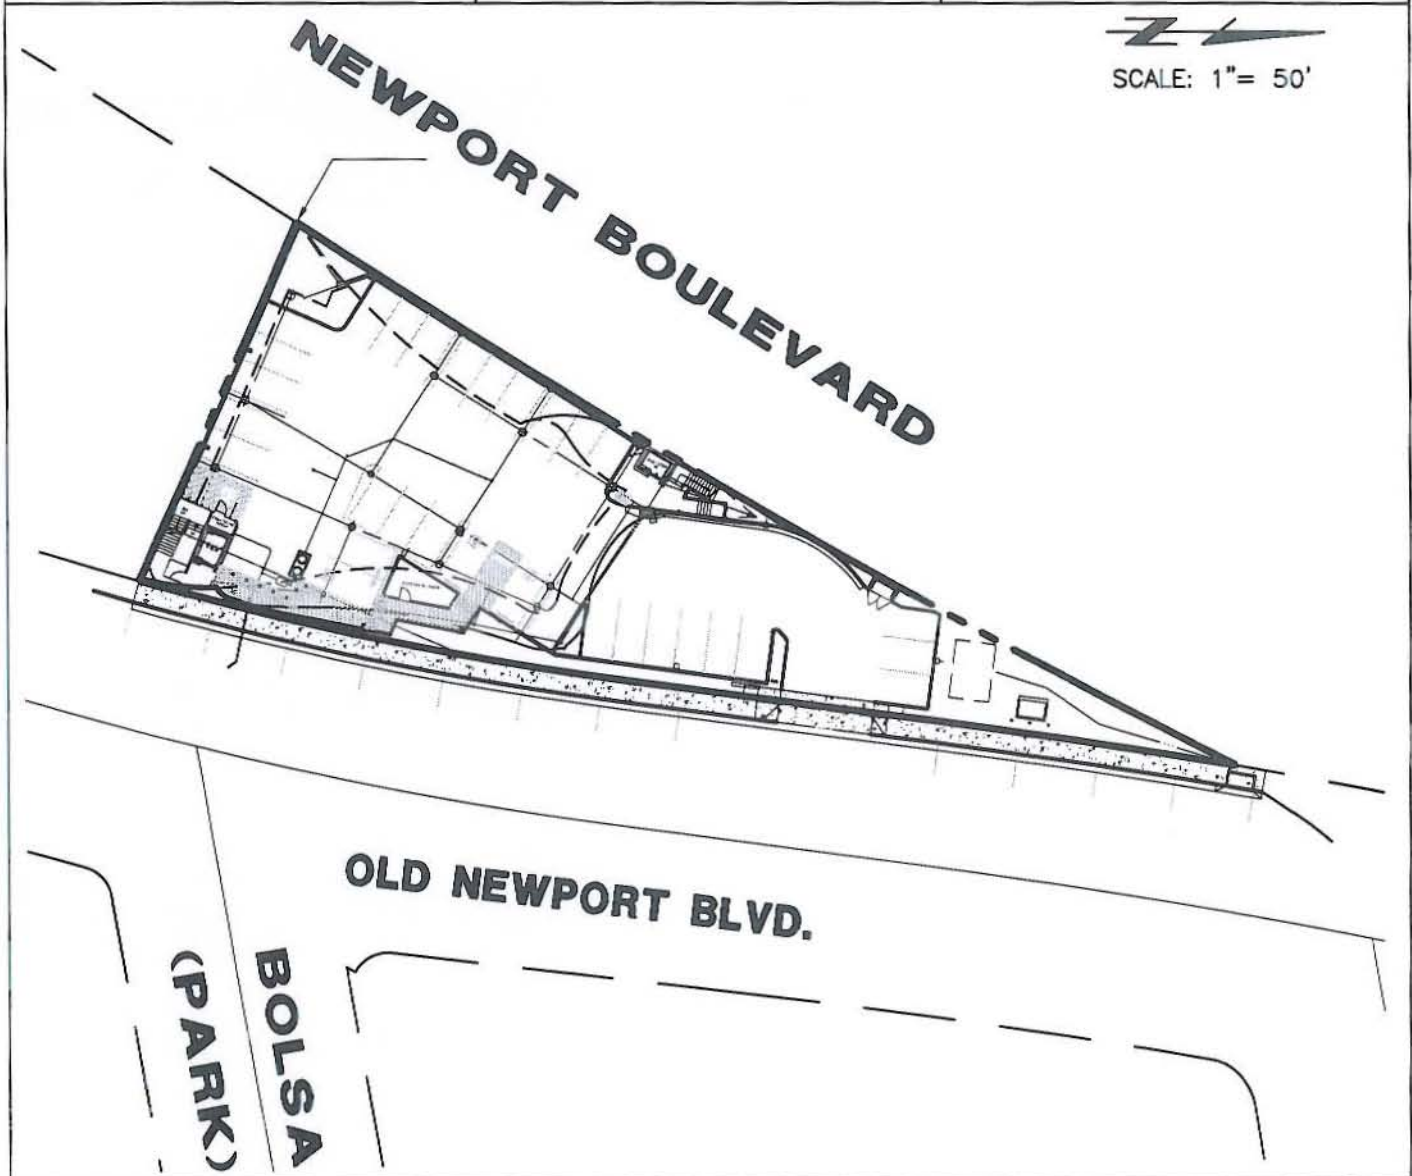 SCALE: 1"= 50'
NEWPORT BOULEVARD
OLD NEWPORT BLVD.
BOLSA
(PARK)